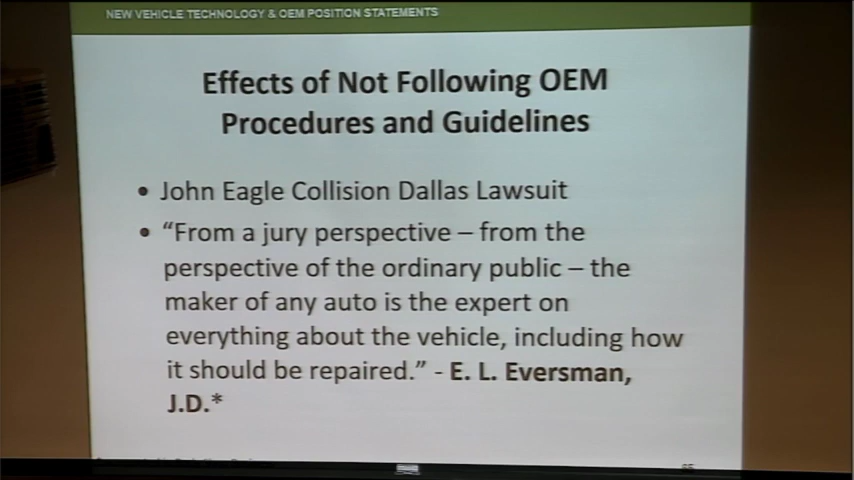 NEW VEHICLE TECHNOLOGY & OEM POSITION STATEMENTS
Effects of Not Following OEM
Procedures and Guidelines
• John Eagle Collision Dallas Lawsuit
• “From a jury perspective – from the
perspective of the ordinary public – the
maker of any auto is the expert on
everything about the vehicle, including how
it should be repaired.” - E. L. Eversman,
J.D.*